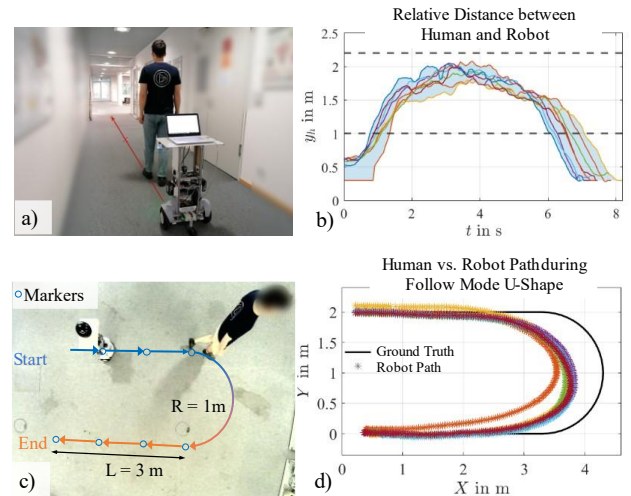 a)
Relative Distance between
Human and Robot
2.5
2
1.5
1
0.5
0
y_h in m
0 2 4 6 8
t in s
b)
Markers
Start
R = 1m
End
L = 3 m
c)
Human vs. Robot Path during
Follow Mode U-Shape
2
1.5
1
0.5
0
Y in m
Ground Truth
Robot Path
0 1 2 3 4
X in m
d)